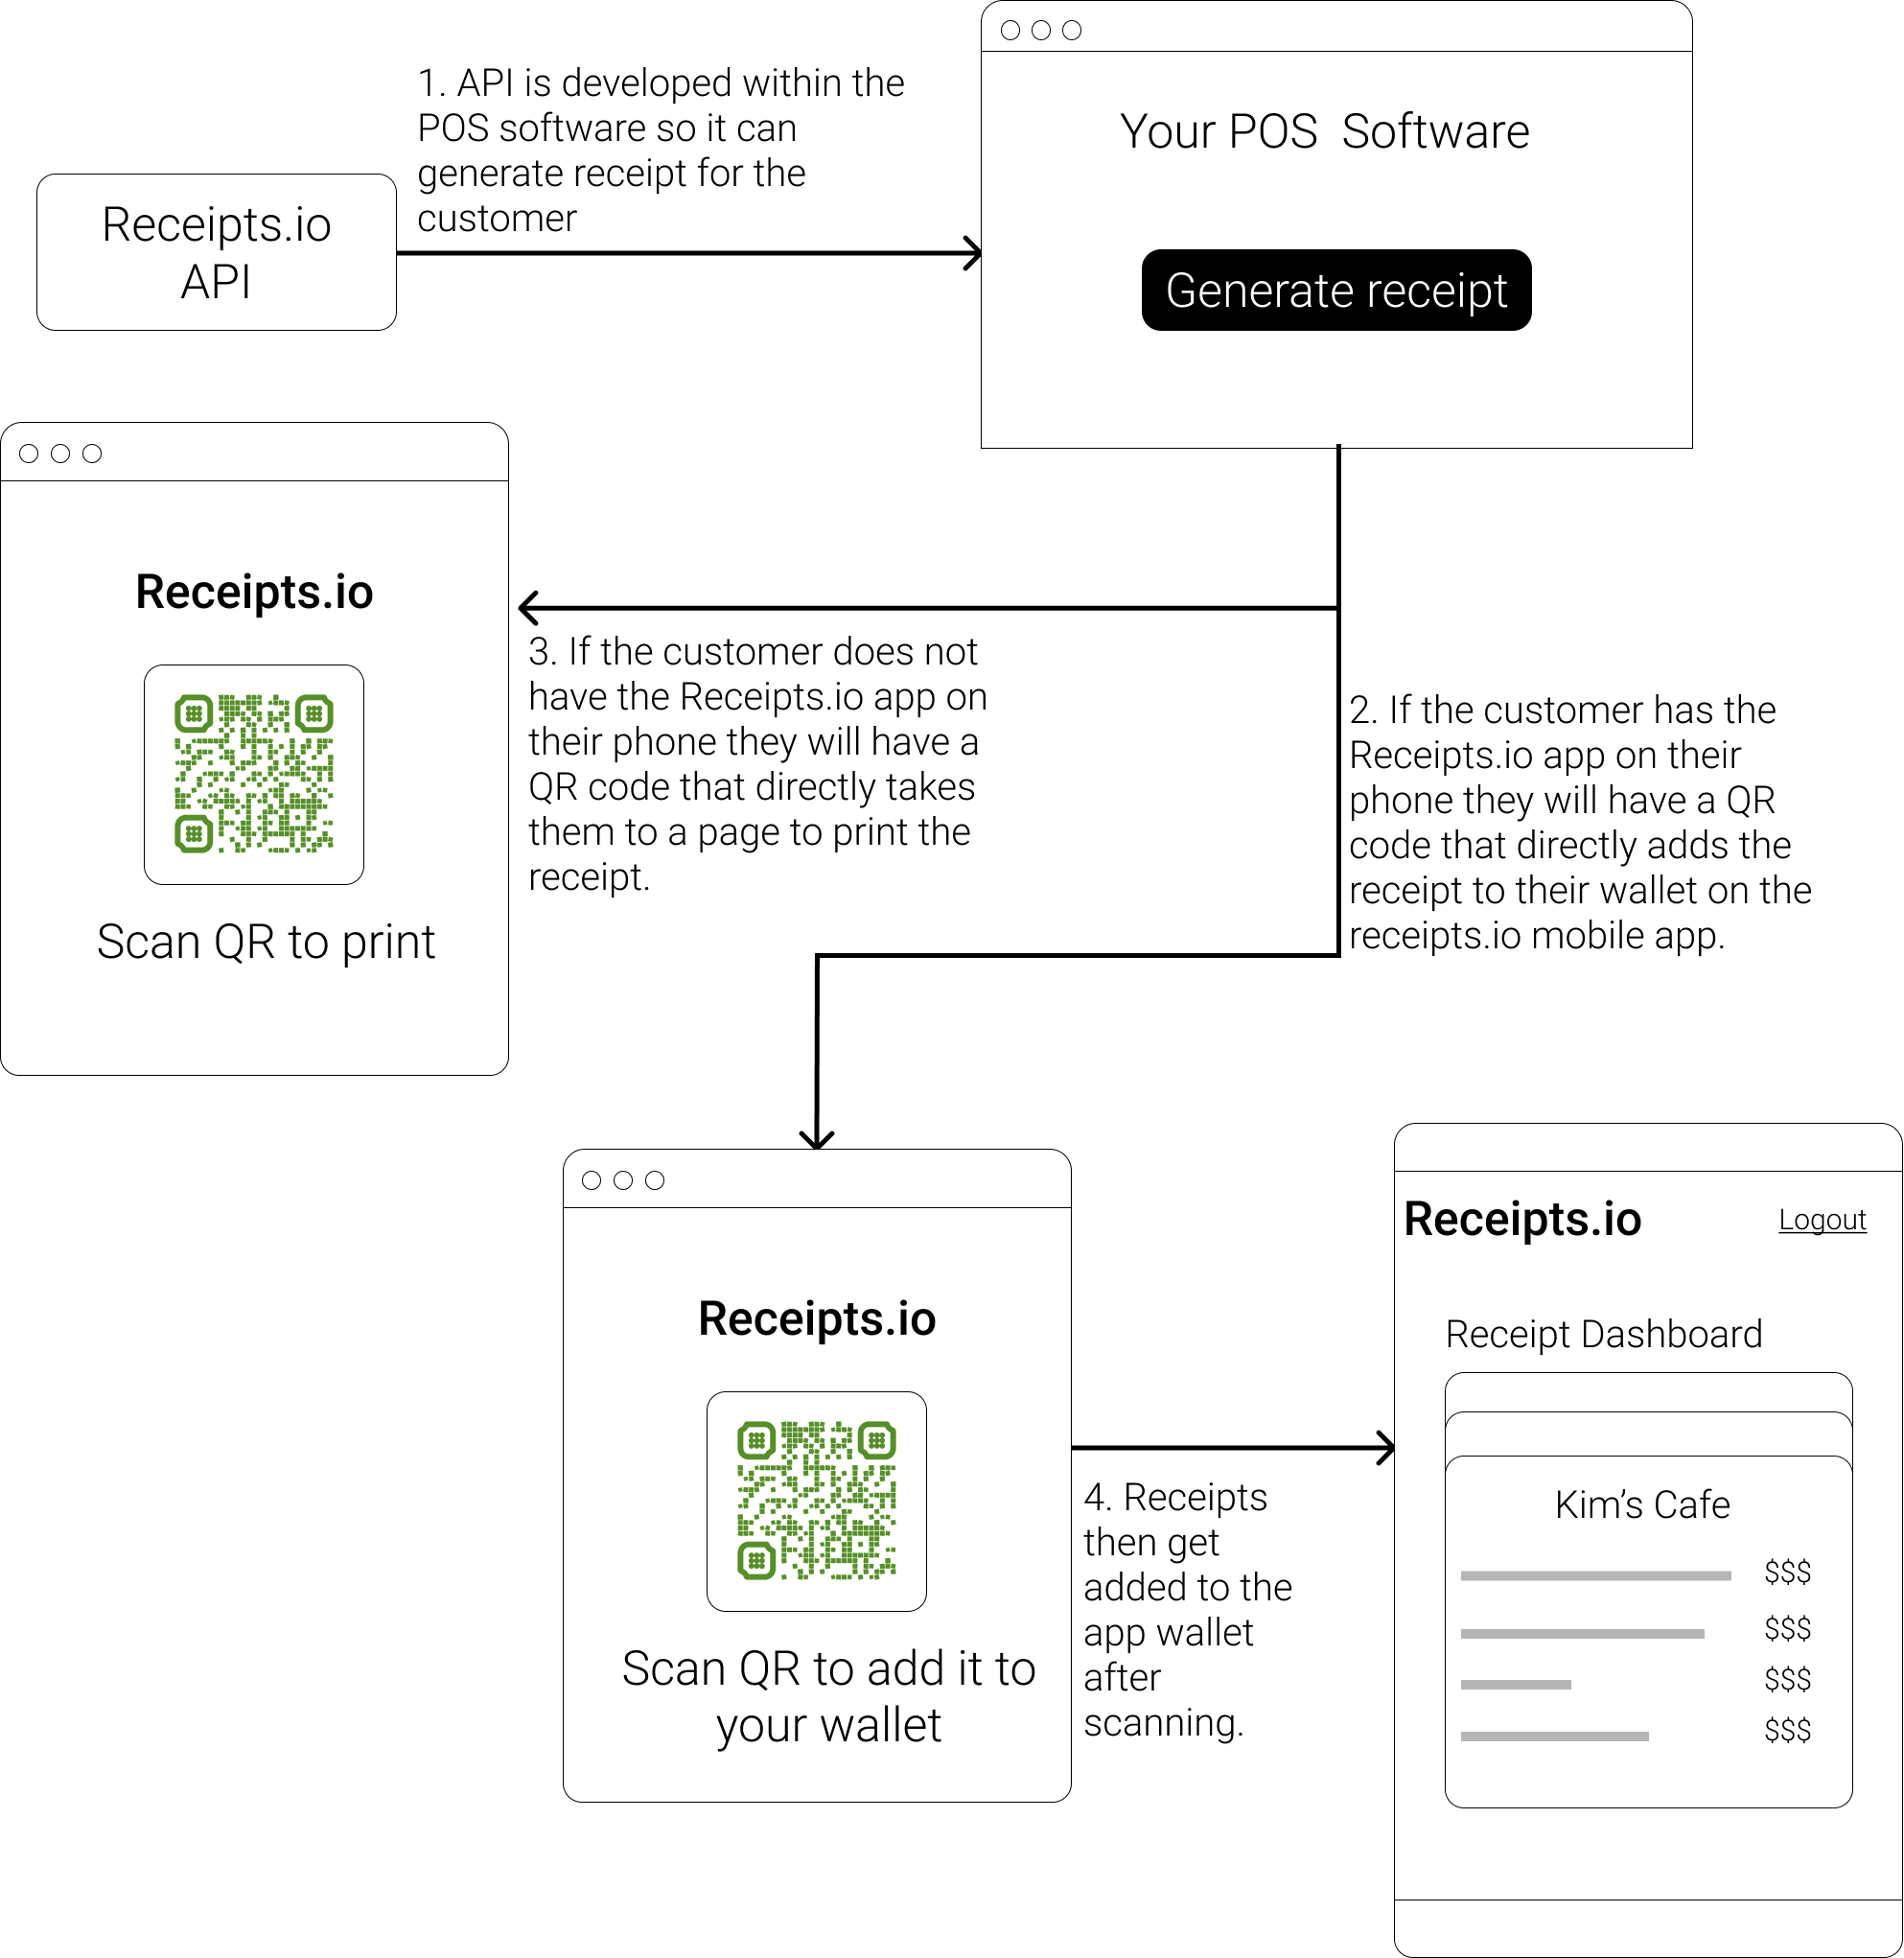 1. API is developed within the
POS software so it can
generate receipt for the
customer
Receipts.io
API
Your POS  Software
Generate receipt
Receipts.io
Scan QR to print
3. If the customer does not
have the Receipts.io app on
their phone they will have a
QR code that directly takes
them to a page to print the
receipt.
2. If the customer has the
Receipts.io app on their
phone they will have a QR
code that directly adds the
receipt to their wallet on the
receipts.io mobile app.
Receipts.io
Scan QR to add it to
your wallet
4. Receipts
then get
added to the
app wallet
after
scanning.
Receipts.io
Logout
Receipt Dashboard
Kim’s Cafe
$$$
$$$
$$$
$$$